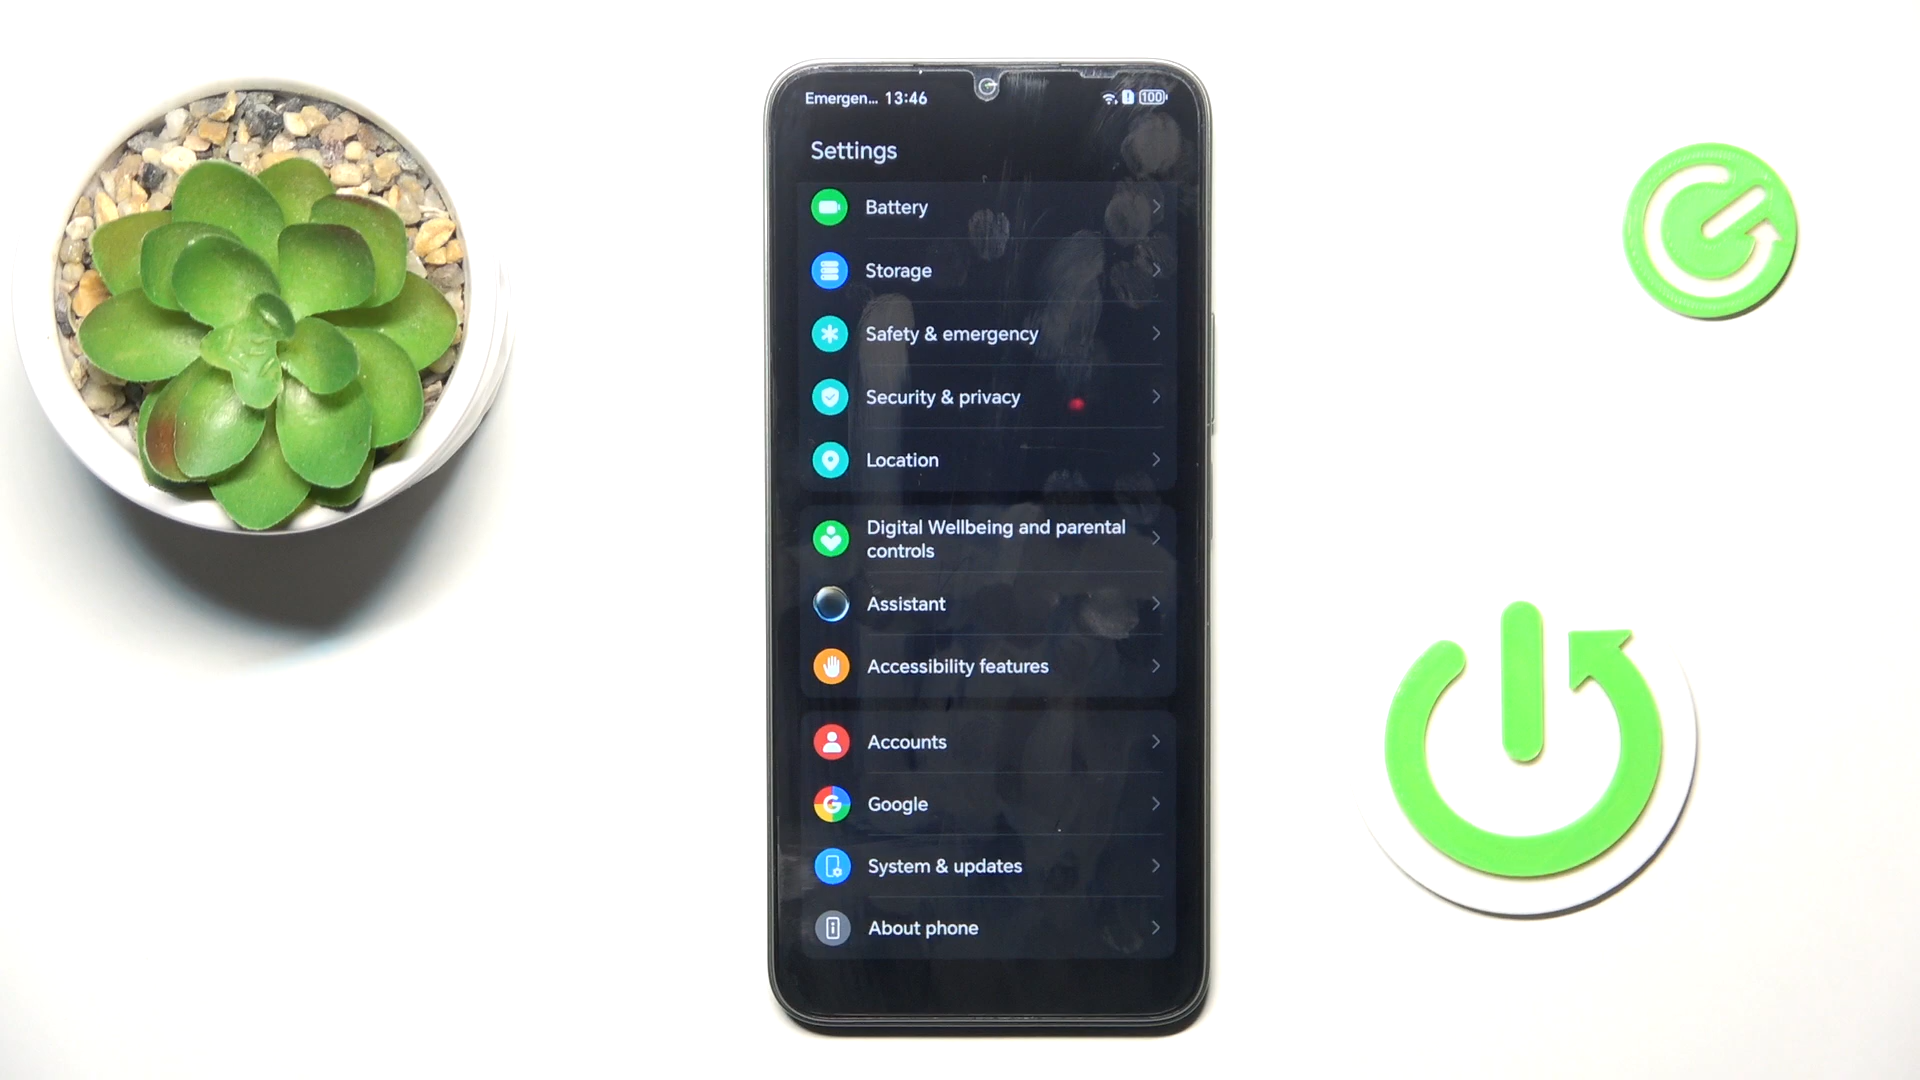 Emergen... 13:46 100
Settings
Battery
Storage
Safety & emergency
Security & privacy
Location
Digital Wellbeing and parental
controls
Assistant
Accessibility features
Accounts
Google
System & updates
About phone